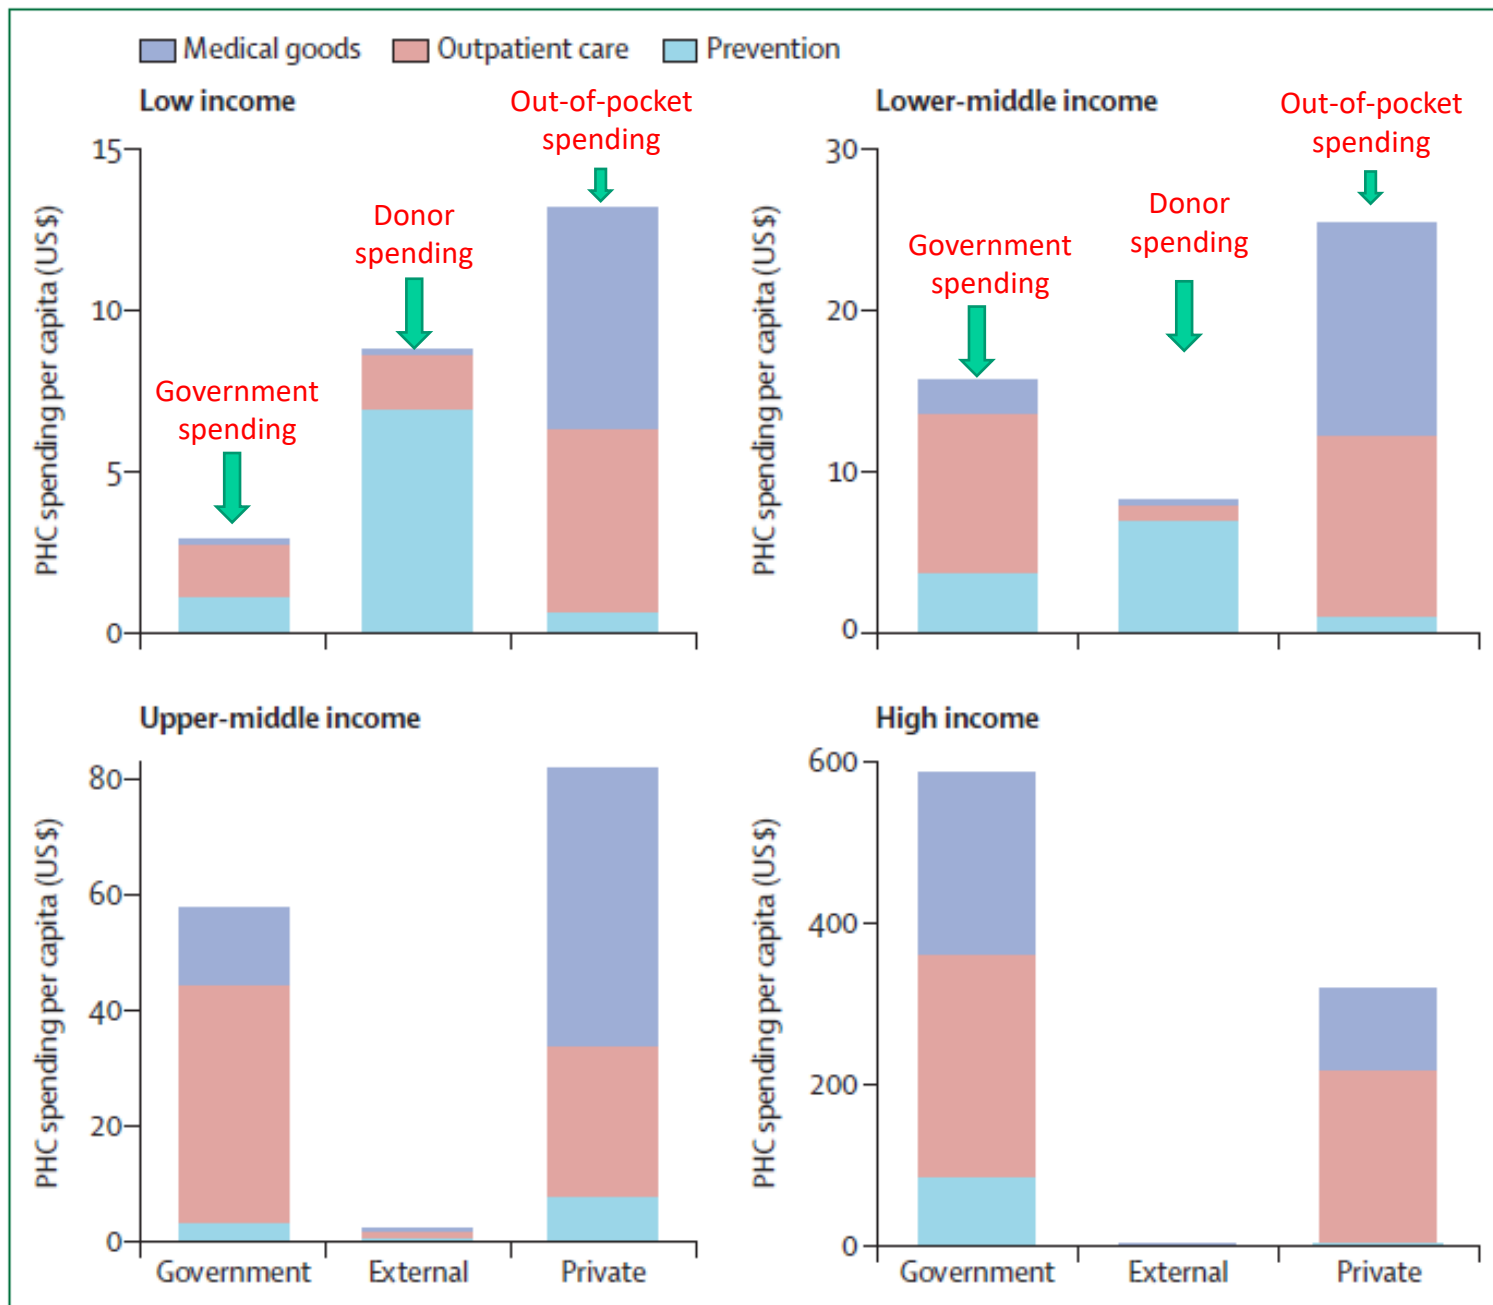 Medical goods
Outpatient care
Prevention
Low income
Out-of-pocket
spending
15
10
5
0
PHC spending per capita (US$)
Donor
spending
Government
spending
Lower-middle income
Out-of-pocket
spending
30
20
10
0
PHC spending per capita (US$)
Donor
spending
Government
spending
Upper-middle income
80
60
40
20
0
PHC spending per capita (US$)
Government
External
Private
High income
600
400
200
0
PHC spending per capita (US$)
Government
External
Private